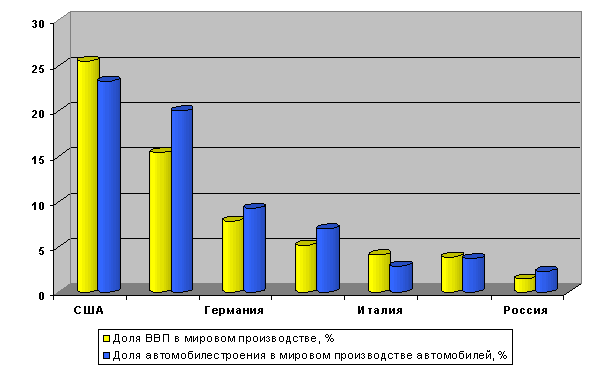 30
25
20
15
10
5
0
США Германия Италия Россия
Доля ВВП в мировом производстве, %
Доля автомобилестроения в мировом производстве автомобилей, %